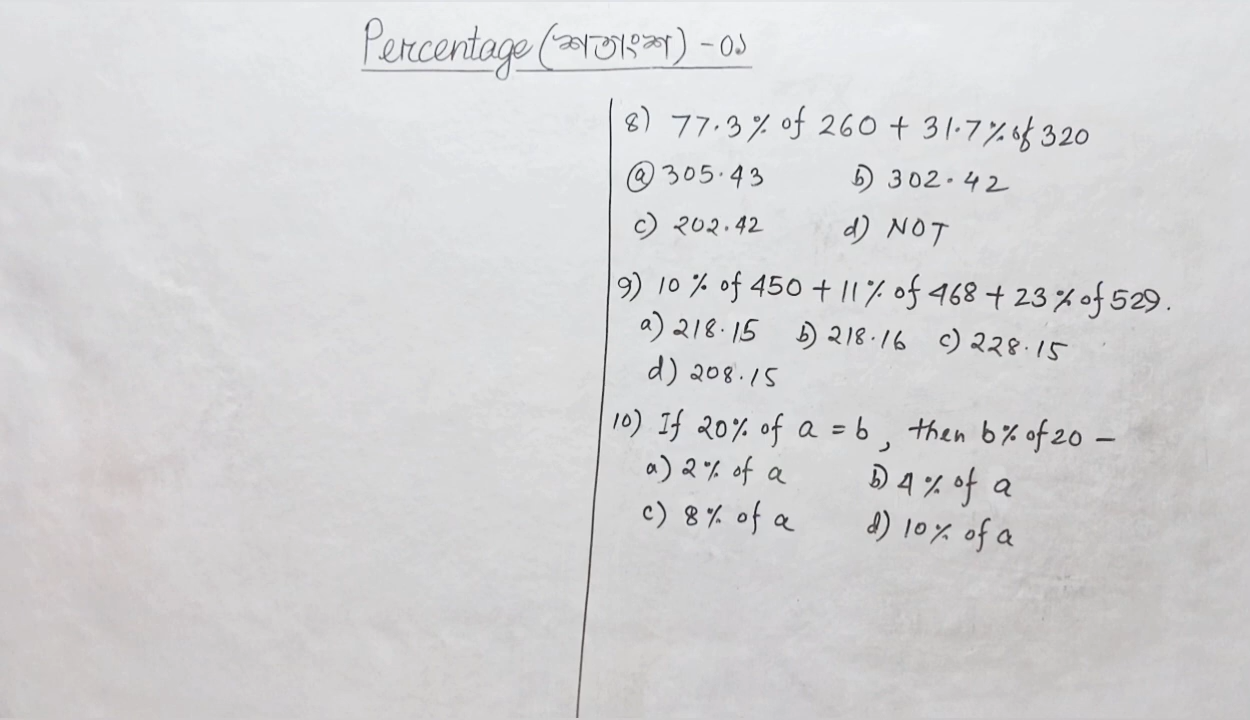 Percentage (শতাংশ) - ০১
8) 77.3% of 260 + 31.7% of 320
a) 305.43 b) 302.42
c) 202.42 d) NOT
9) 10% of 450 + 11% of 468 + 23% of 529.
a) 218.15 b) 218.16 c) 228.15
d) 208.15
10) If 20% of a = b, then b% of 20 -
a) 2% of a b) 4% of a
c) 8% of a d) 10% of a